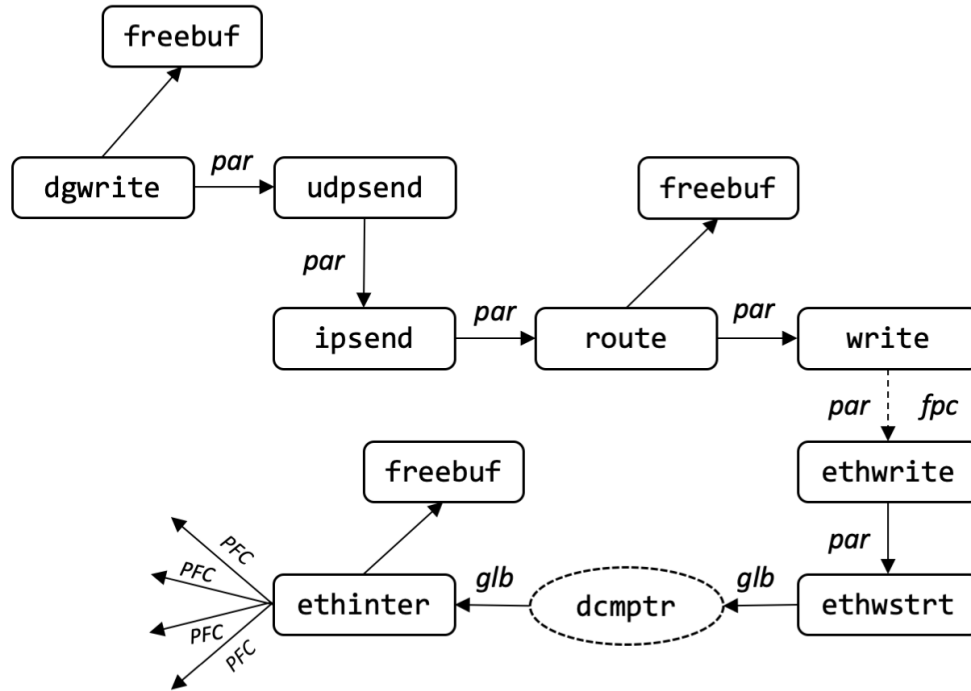 freebuf
par
dgwrite
udpsend
freebuf
par
par
par
ipsend
route
write
par fpc
freebuf
ethwrite
PFC
par
PFC
glb
glb
ethinter
dcmptr
ethwstrt
PFC
PFC